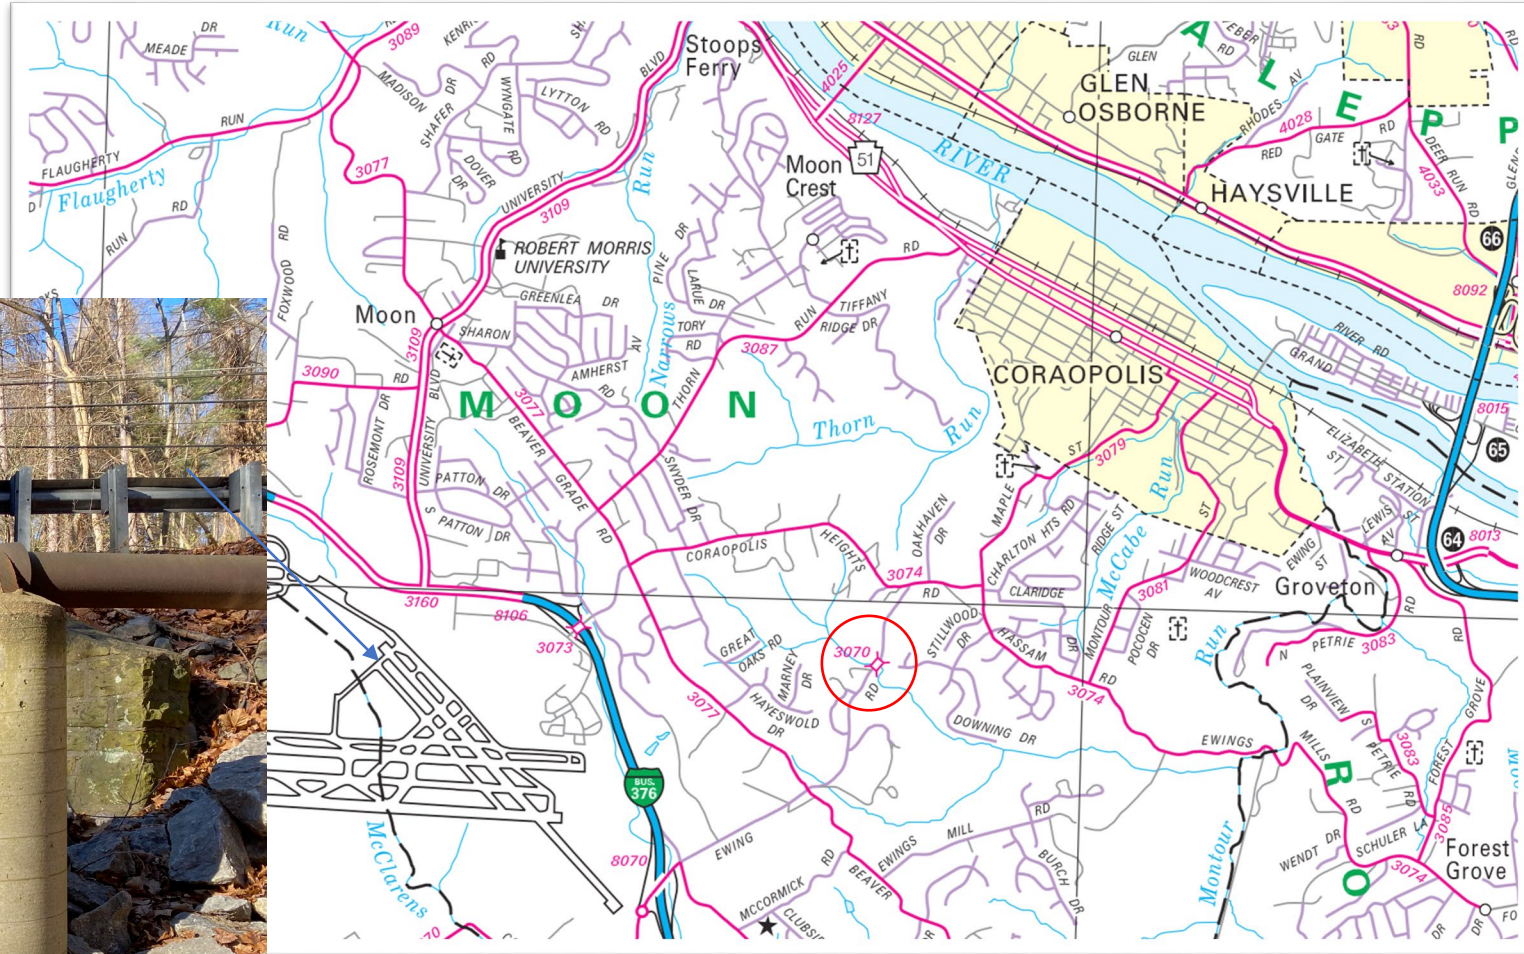 DR
MEADE
Run
3089
KENRI
RD
BLVD
Stoops
Ferry
4025
8127
GLEN
GLEN
OSBORNE
A
L
E
P
P
RD
RHODES AV
4028
RED
GATE
RD
DEER RUN RD
4033
RD
MADISON
SHAFER DR
WYNGATE RD
LYTTON
RD
DOVER
DR
RUN
FLAUGHERTY
Flaugherty
RD
RUN
3077
UNIVERSITY
3109
Run
Moon
Crest
51
RIVER
HAYSVILLE
66
8092
ROBERT MORRIS
UNIVERSITY
PINE DR
LARUE DR
RD
FOXWOOD RD
GREENLEA DR
Moon
SHARON
Narrows
TORY
RD
RUN
TIFFANY
RIDGE DR
3087
3109
AV
AMHERST
RD
THORN
3090
RD
BLVD
3077
M O O N
CORAOPOLIS
RIVER RD
GRAND
8015
65
Thorn
Run
ROSEMONT DR
UNIVERSITY
3109
BEAVER
GRADE
RD
SNYDER DR
ST
3079
MAPLE
Run
ELIZABETH STATION
ST
PATTON
DR
S
PATTON DR
CORAOPOLIS
HEIGHTS
OAKHAVEN
DR
CHARLTON HTS RD
RIDGE ST
McCabe
ST
LEWIS
AV
ST
64
8013
EWING
ST
Groveton
3074
RD
CLARIDGE
DR
WOODCREST
AV
3081
3160
8106
3073
GREAT
OAKS RD
MARNEY
DR
3070
RD
STILLWOOD
DR
HASSAM
RD
MONTOUR
POCOCEN
DR
Run
PETRIE
3083
N
RD
RD
3077
HAYESWOLD
DR
DOWNING DR
3074
EWINGS
PLAINVIEW
DR
S
PETRIE
RD
3083
FOREST
GROVE
MILLS
RD
R
O
BUS.
376
8070
EWING
EWINGS
MILL
RD
RD
BEAVER
RD
MCCORMICK
BURCH
DR
Montour
WENDT DR
SCHULER LA
3085
3074
Forest
Grove
McClarens
DR
RD
DR